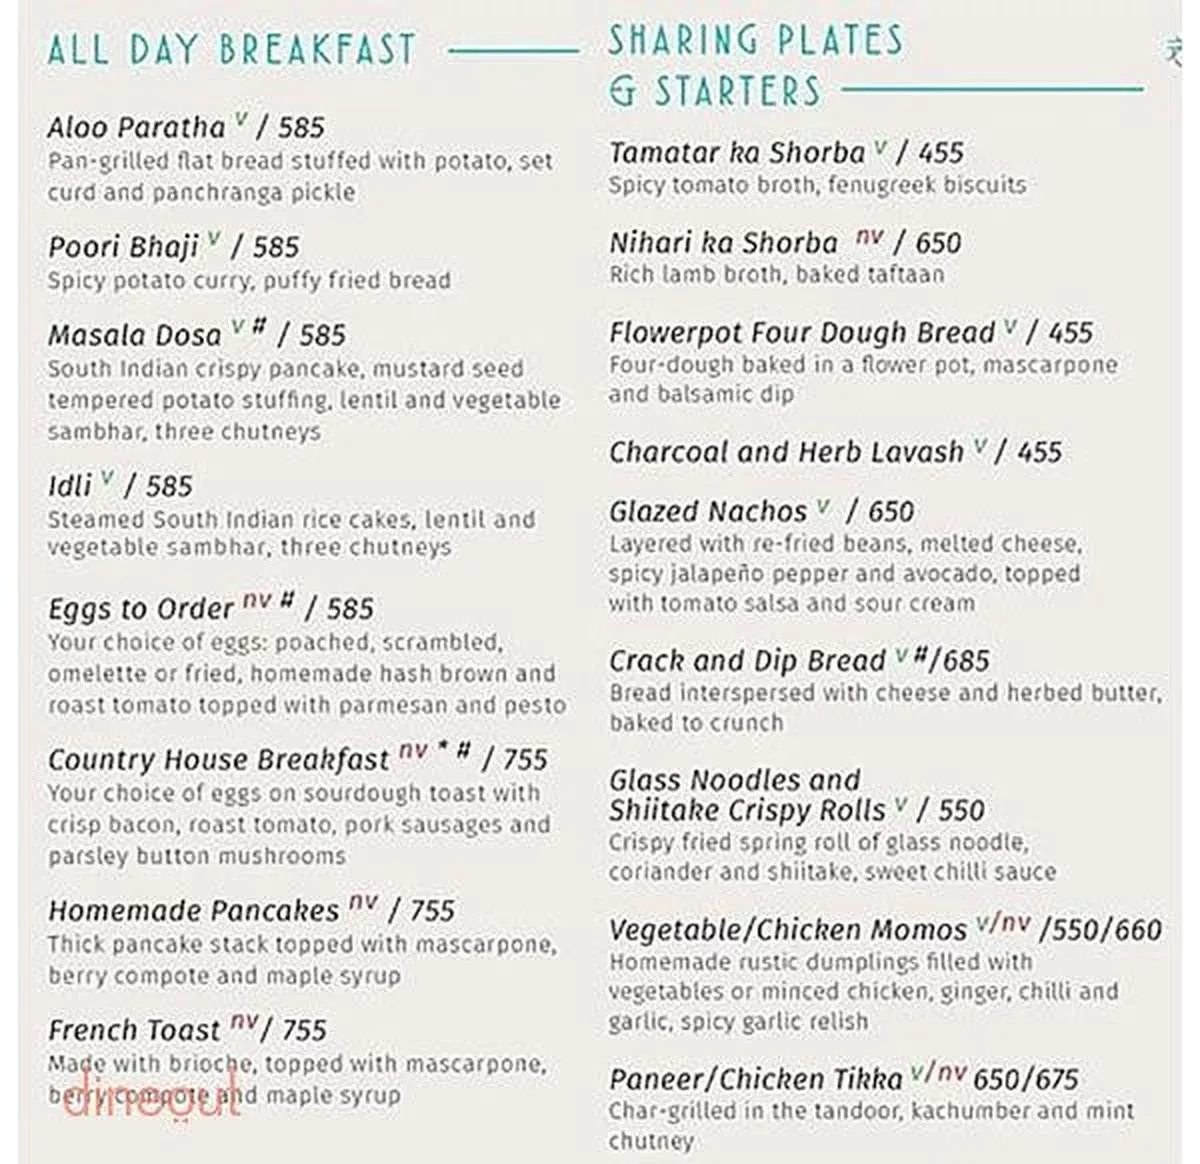 ALL DAY BREAKFAST
Aloo Paratha v / 585
Pan-grilled flat bread stuffed with potato, set
curd and panchranga pickle
Poori Bhaji v / 585
Spicy potato curry, puffy fried bread
Masala Dosa v # / 585
South Indian crispy pancake, mustard seed
tempered potato stuffing, lentil and vegetable
sambhar, three chutneys
Idli v / 585
Steamed South Indian rice cakes, lentil and
vegetable sambhar, three chutneys
Eggs to Order nv # / 585
Your choice of eggs: poached, scrambled,
omelette or fried, homemade hash brown and
roast tomato topped with parmesan and pesto
Country House Breakfast nv * # / 755
Your choice of eggs on sourdough toast with
crisp bacon, roast tomato, pork sausages and
parsley button mushrooms
Homemade Pancakes nv / 755
Thick pancake stack topped with mascarpone,
berry compote and maple syrup
French Toast nv/ 755
Made with brioche, topped with mascarpone,
berry compote and maple syrup
dineout
SHARING PLATES
& STARTERS
Tamatar ka Shorba v / 455
Spicy tomato broth, fenugreek biscuits
Nihari ka Shorba nv / 650
Rich lamb broth, baked taftaan
Flowerpot Four Dough Bread v / 455
Four-dough baked in a flower pot, mascarpone
and balsamic dip
Charcoal and Herb Lavash v / 455
Glazed Nachos v / 650
Layered with re-fried beans, melted cheese,
spicy jalapeño pepper and avocado, topped
with tomato salsa and sour cream
Crack and Dip Bread v #/685
Bread interspersed with cheese and herbed butter,
baked to crunch
Glass Noodles and
Shiitake Crispy Rolls v / 550
Crispy fried spring roll of glass noodle,
coriander and shiitake, sweet chilli sauce
Vegetable/Chicken Momos v/nv /550/660
Homemade rustic dumplings filled with
vegetables or minced chicken, ginger, chilli and
garlic, spicy garlic relish
Paneer/Chicken Tikka v/nv 650/675
Char-grilled in the tandoor, kachumber and mint
chutney